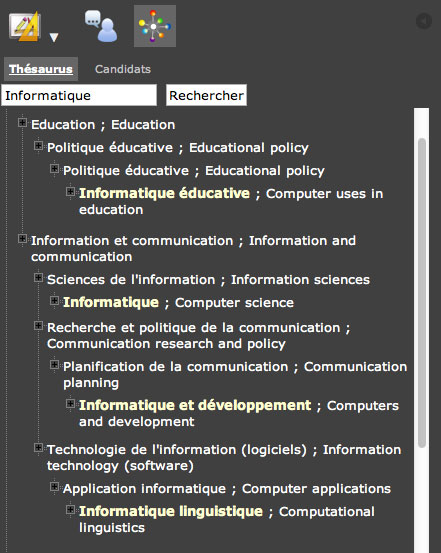 Thésaurus
Candidats
Informatique
Rechercher
Education ; Education
Politique éducative ; Educational policy
Politique éducative ; Educational policy
Informatique éducative ; Computer uses in
education
Information et communication ; Information and
communication
Sciences de l'information ; Information sciences
Informatique ; Computer science
Recherche et politique de la communication ;
Communication research and policy
Planification de la communication ; Communication
planning
Informatique et développement ; Computers
and development
Technologie de l'information (logiciels) ; Information
technology (software)
Application informatique ; Computer applications
Informatique linguistique ; Computational
linguistics